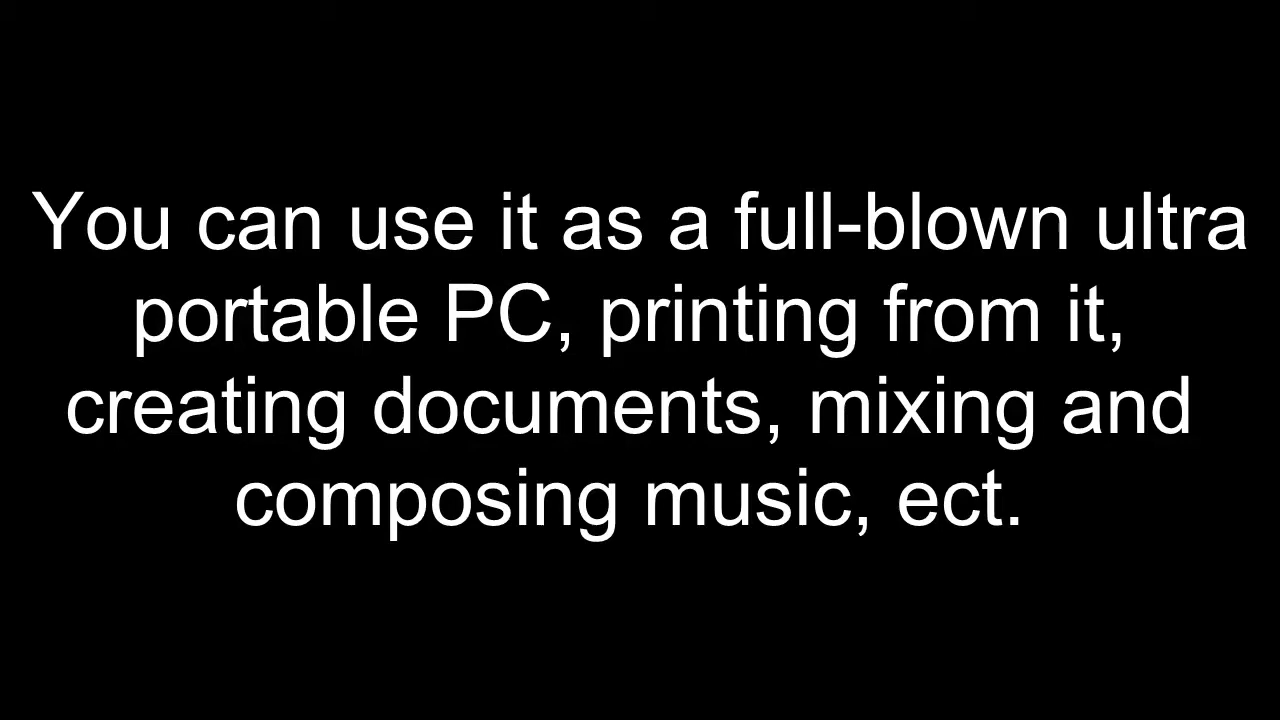 You can use it as a full-blown ultra
portable PC, printing from it,
creating documents, mixing and
composing music, ect.